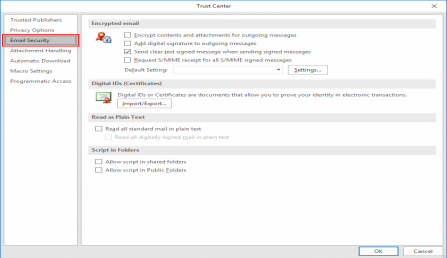 Trust Center
Trusted Publishers
Privacy Options
Email Security
Attachment Handling
Automatic Download
Macro Settings
Programmatic Access
Encrypted email
Encrypt contents and attachments for outgoing messages
Add digital signature to outgoing messages
Send clear text signed message when sending signed messages
Request S/MIME receipt for all S/MIME signed messages
Default Setting:
Settings...
Digital IDs (Certificates)
Digital IDs or Certificates are documents that allow you to prove your identity in electronic transactions.
Import/Export...
Read as Plain Text
Read all standard mail in plain text
Read all digitally signed mail in plain text
Script in Folders
Allow script in shared folders
Allow script in Public Folders
OK
Cancel